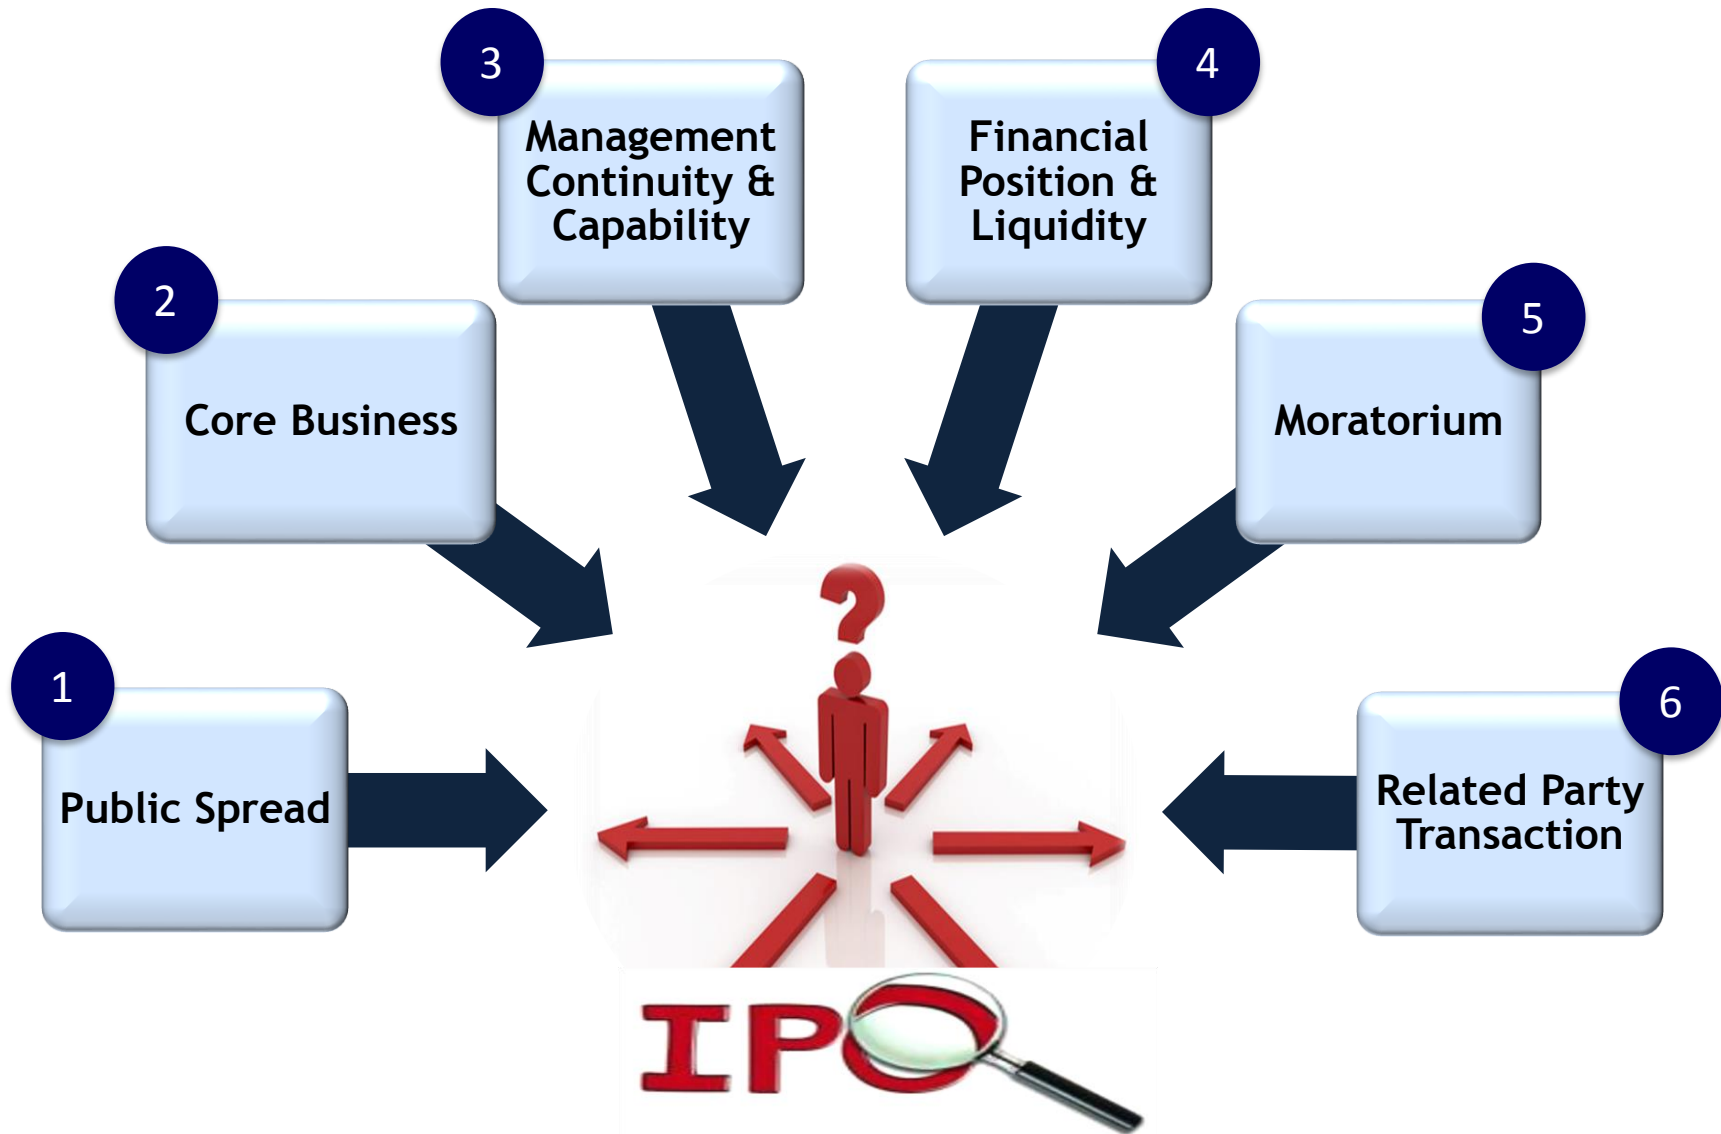 1
Public Spread
2
Core Business
3
Management
Continuity &
Capability
4
Financial
Position &
Liquidity
5
Moratorium
6
Related Party
Transaction
?
IPO